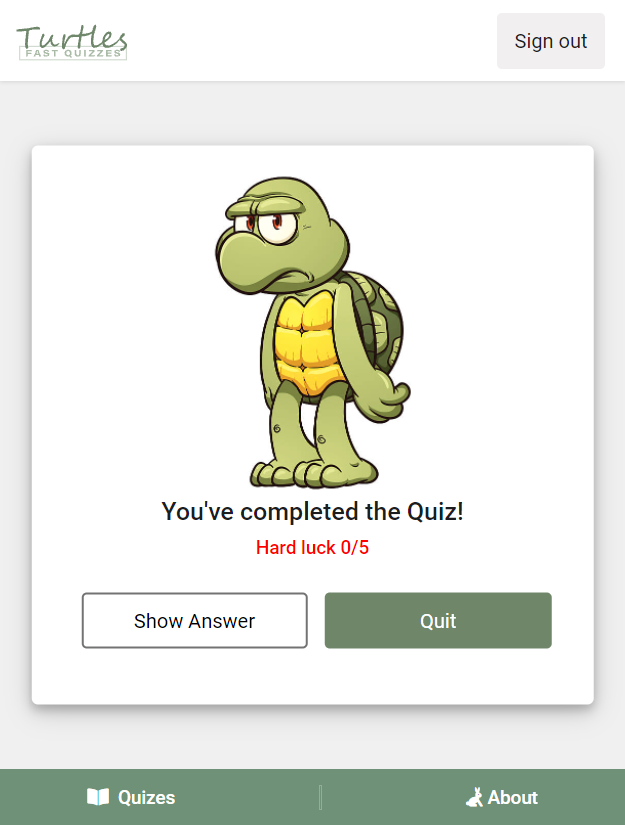 Turtles
FAST QUIZZES
Sign out
You've completed the Quiz!
Hard luck 0/5
Show Answer
Quit
Quizes
About